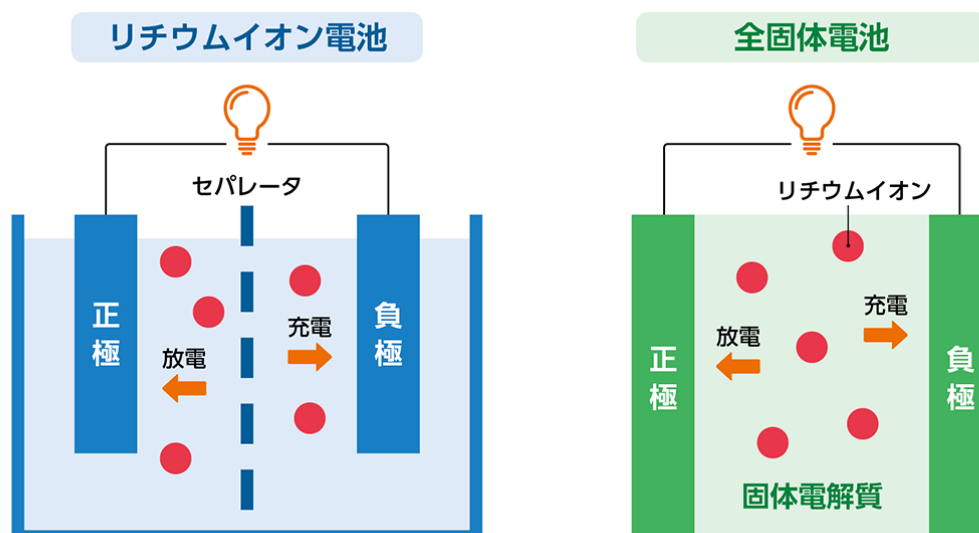 リチウムイオン電池
セパレータ
正極
放電
充電
負極
全固体電池
リチウムイオン
正極
放電
充電
負極
固体電解質